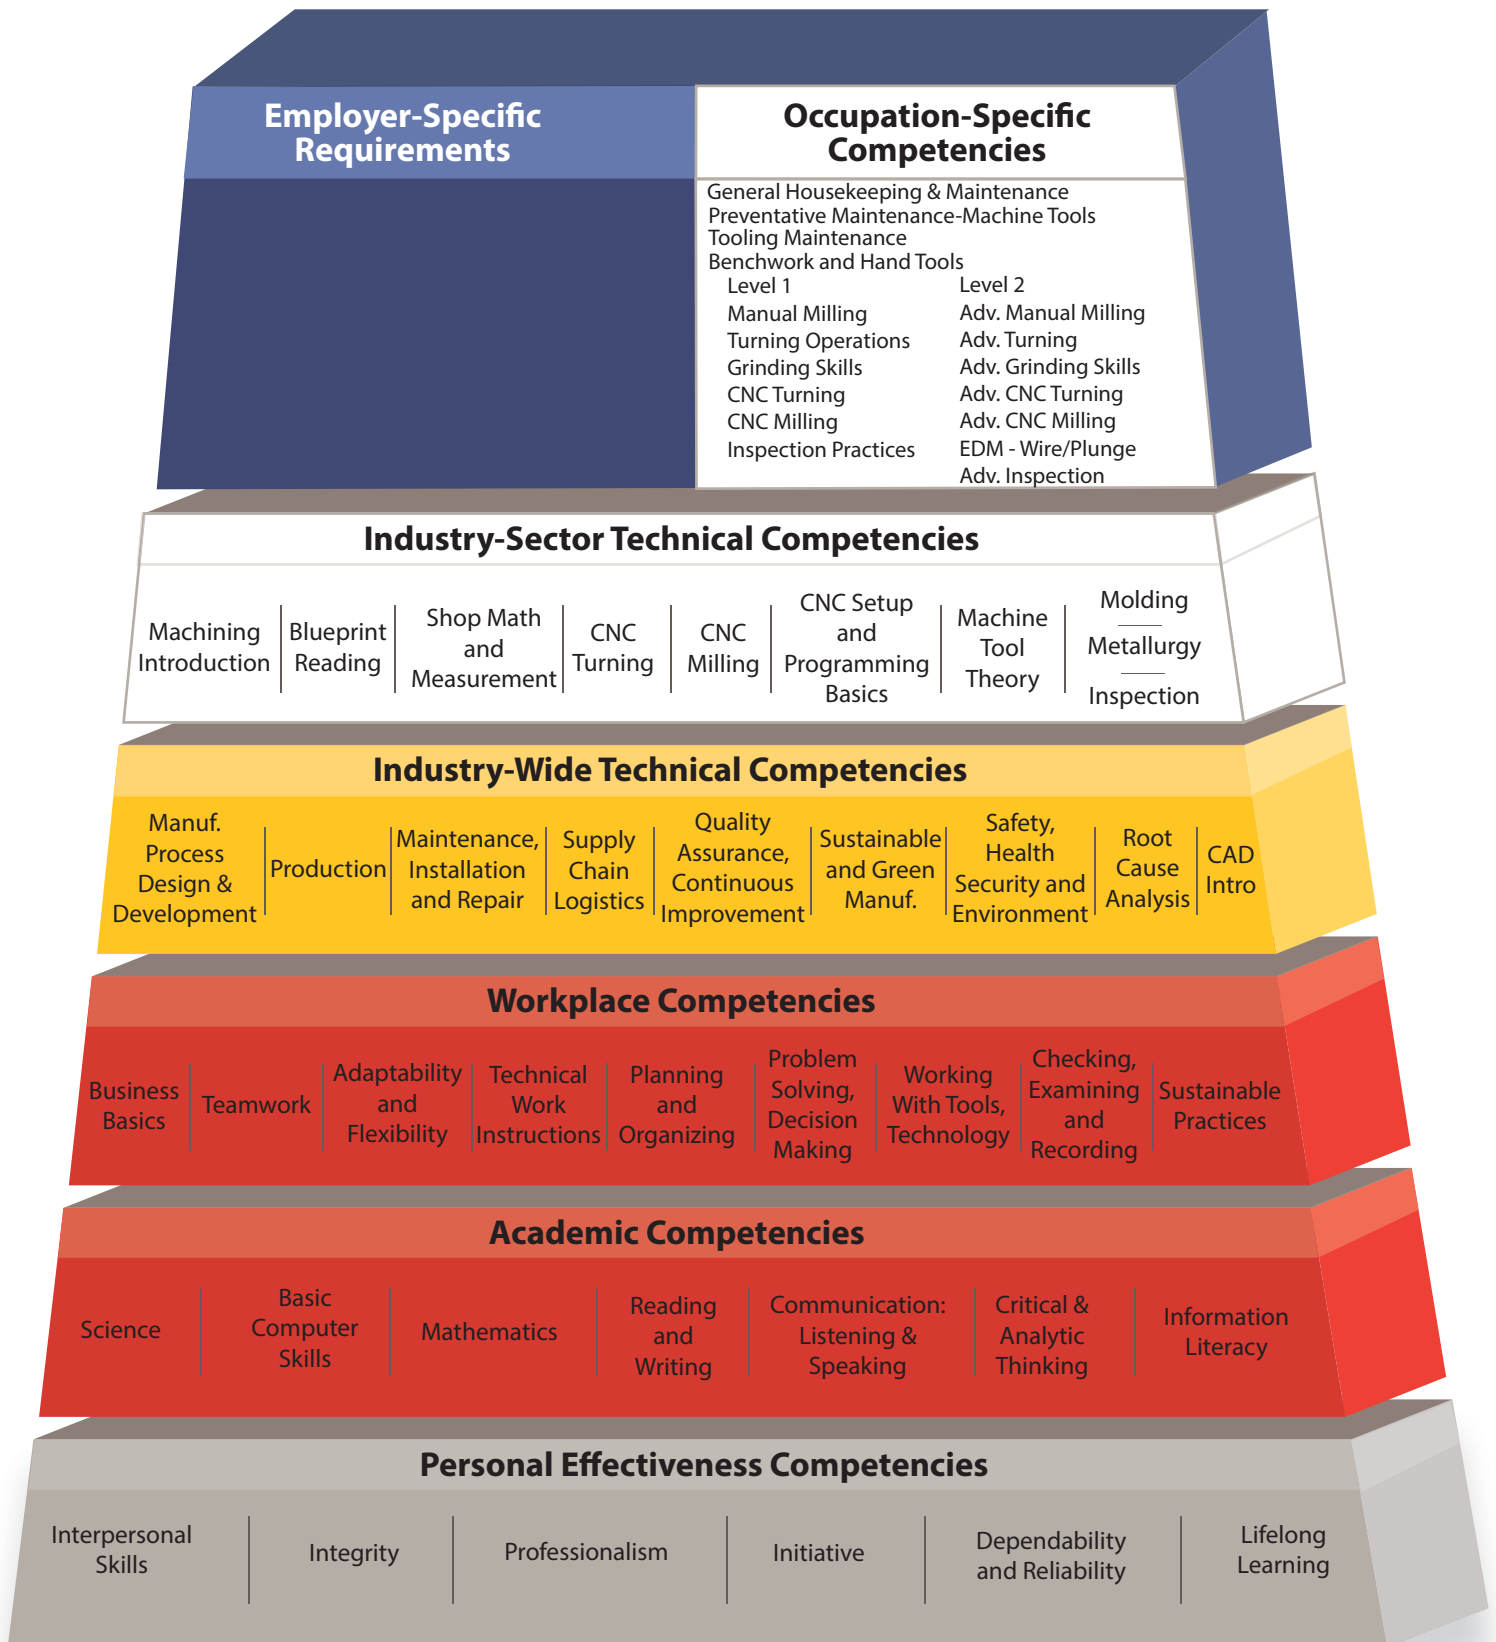 Employer-Specific
Requirements
Occupation-Specific
Competencies
General Housekeeping & Maintenance
Preventative Maintenance-Machine Tools
Tooling Maintenance
Benchwork and Hand Tools
Level 1
Manual Milling
Turning Operations
Grinding Skills
CNC Turning
CNC Milling
Inspection Practices
Level 2
Adv. Manual Milling
Adv. Turning
Adv. Grinding Skills
Adv. CNC Turning
Adv. CNC Milling
EDM - Wire/Plunge
Adv. Inspection
Industry-Sector Technical Competencies
Machining
Introduction
Blueprint
Reading
Shop Math
and
Measurement
CNC
Turning
CNC
Milling
CNC Setup
and
Programming
Basics
Machine
Tool
Theory
Molding
Metallurgy
Inspection
Industry-Wide Technical Competencies
Manuf.
Process
Design &
Development
Production
Maintenance,
Installation
and Repair
Supply
Chain
Logistics
Quality
Assurance,
Continuous
Improvement
Sustainable
and Green
Manuf.
Safety,
Health
Security and
Environment
Root
Cause
Analysis
CAD
Intro
Workplace Competencies
Business
Basics
Teamwork
Adaptability
and
Flexibility
Technical
Work
Instructions
Planning
and
Organizing
Problem
Solving,
Decision
Making
Working
With Tools,
Technology
Checking,
Examining
and
Recording
Sustainable
Practices
Academic Competencies
Science
Basic
Computer
Skills
Mathematics
Reading
and
Writing
Communication:
Listening &
Speaking
Critical &
Analytic
Thinking
Information
Literacy
Personal Effectiveness Competencies
Interpersonal
Skills
Integrity
Professionalism
Initiative
Dependability
and Reliability
Lifelong
Learning